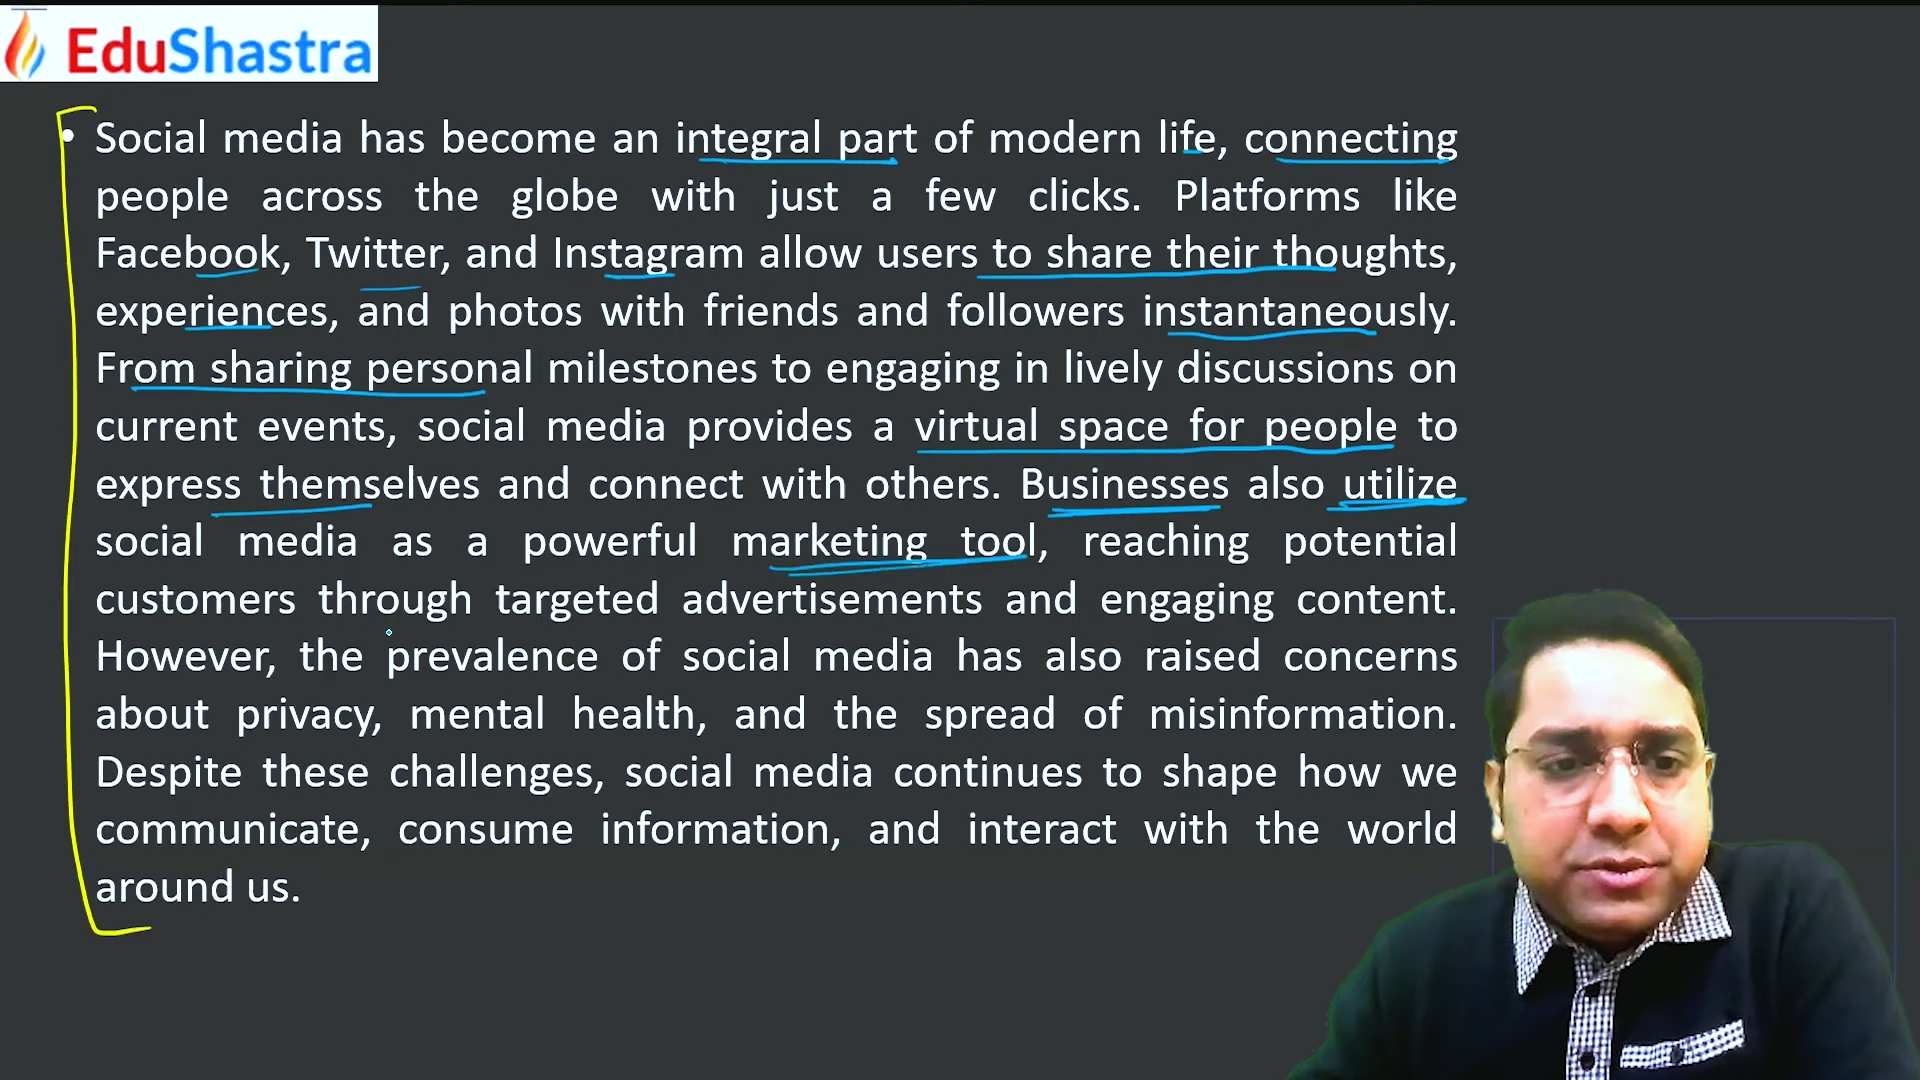 EduShastra
• Social media has become an integral part of modern life, connecting
people across the globe with just a few clicks. Platforms like
Facebook, Twitter, and Instagram allow users to share their thoughts,
experiences, and photos with friends and followers instantaneously.
From sharing personal milestones to engaging in lively discussions on
current events, social media provides a virtual space for people to
express themselves and connect with others. Businesses also utilize
social media as a powerful marketing tool, reaching potential
customers through targeted advertisements and engaging content.
However, the prevalence of social media has also raised concerns
about privacy, mental health, and the spread of misinformation.
Despite these challenges, social media continues to shape how we
communicate, consume information, and interact with the world
around us.